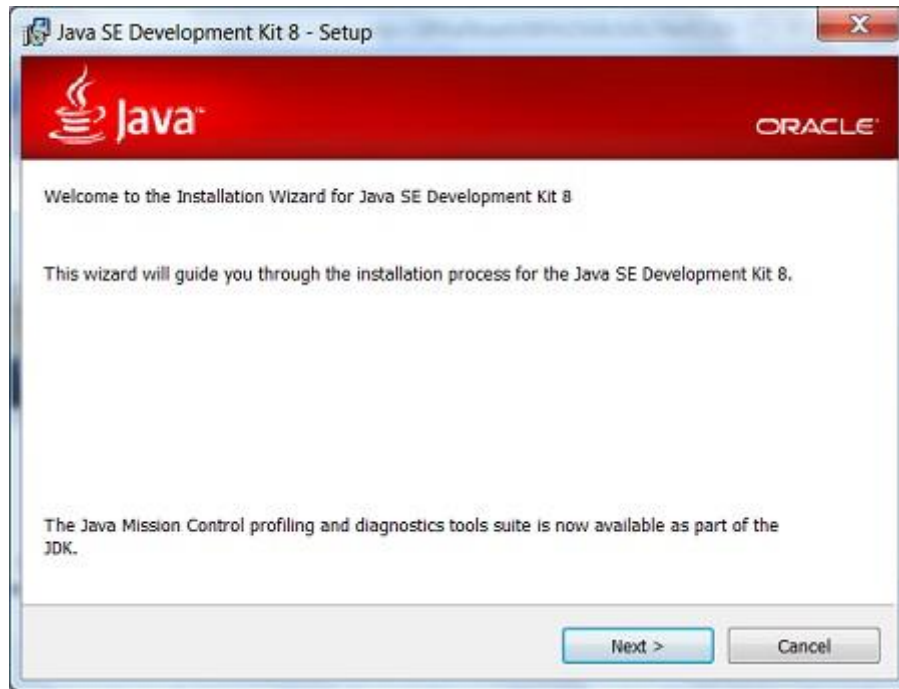 Java SE Development Kit 8 - Setup
X
Java™
ORACLE
Welcome to the Installation Wizard for Java SE Development Kit 8
This wizard will guide you through the installation process for the Java SE Development Kit 8.
The Java Mission Control profiling and diagnostics tools suite is now available as part of the
JDK.
Next >
Cancel